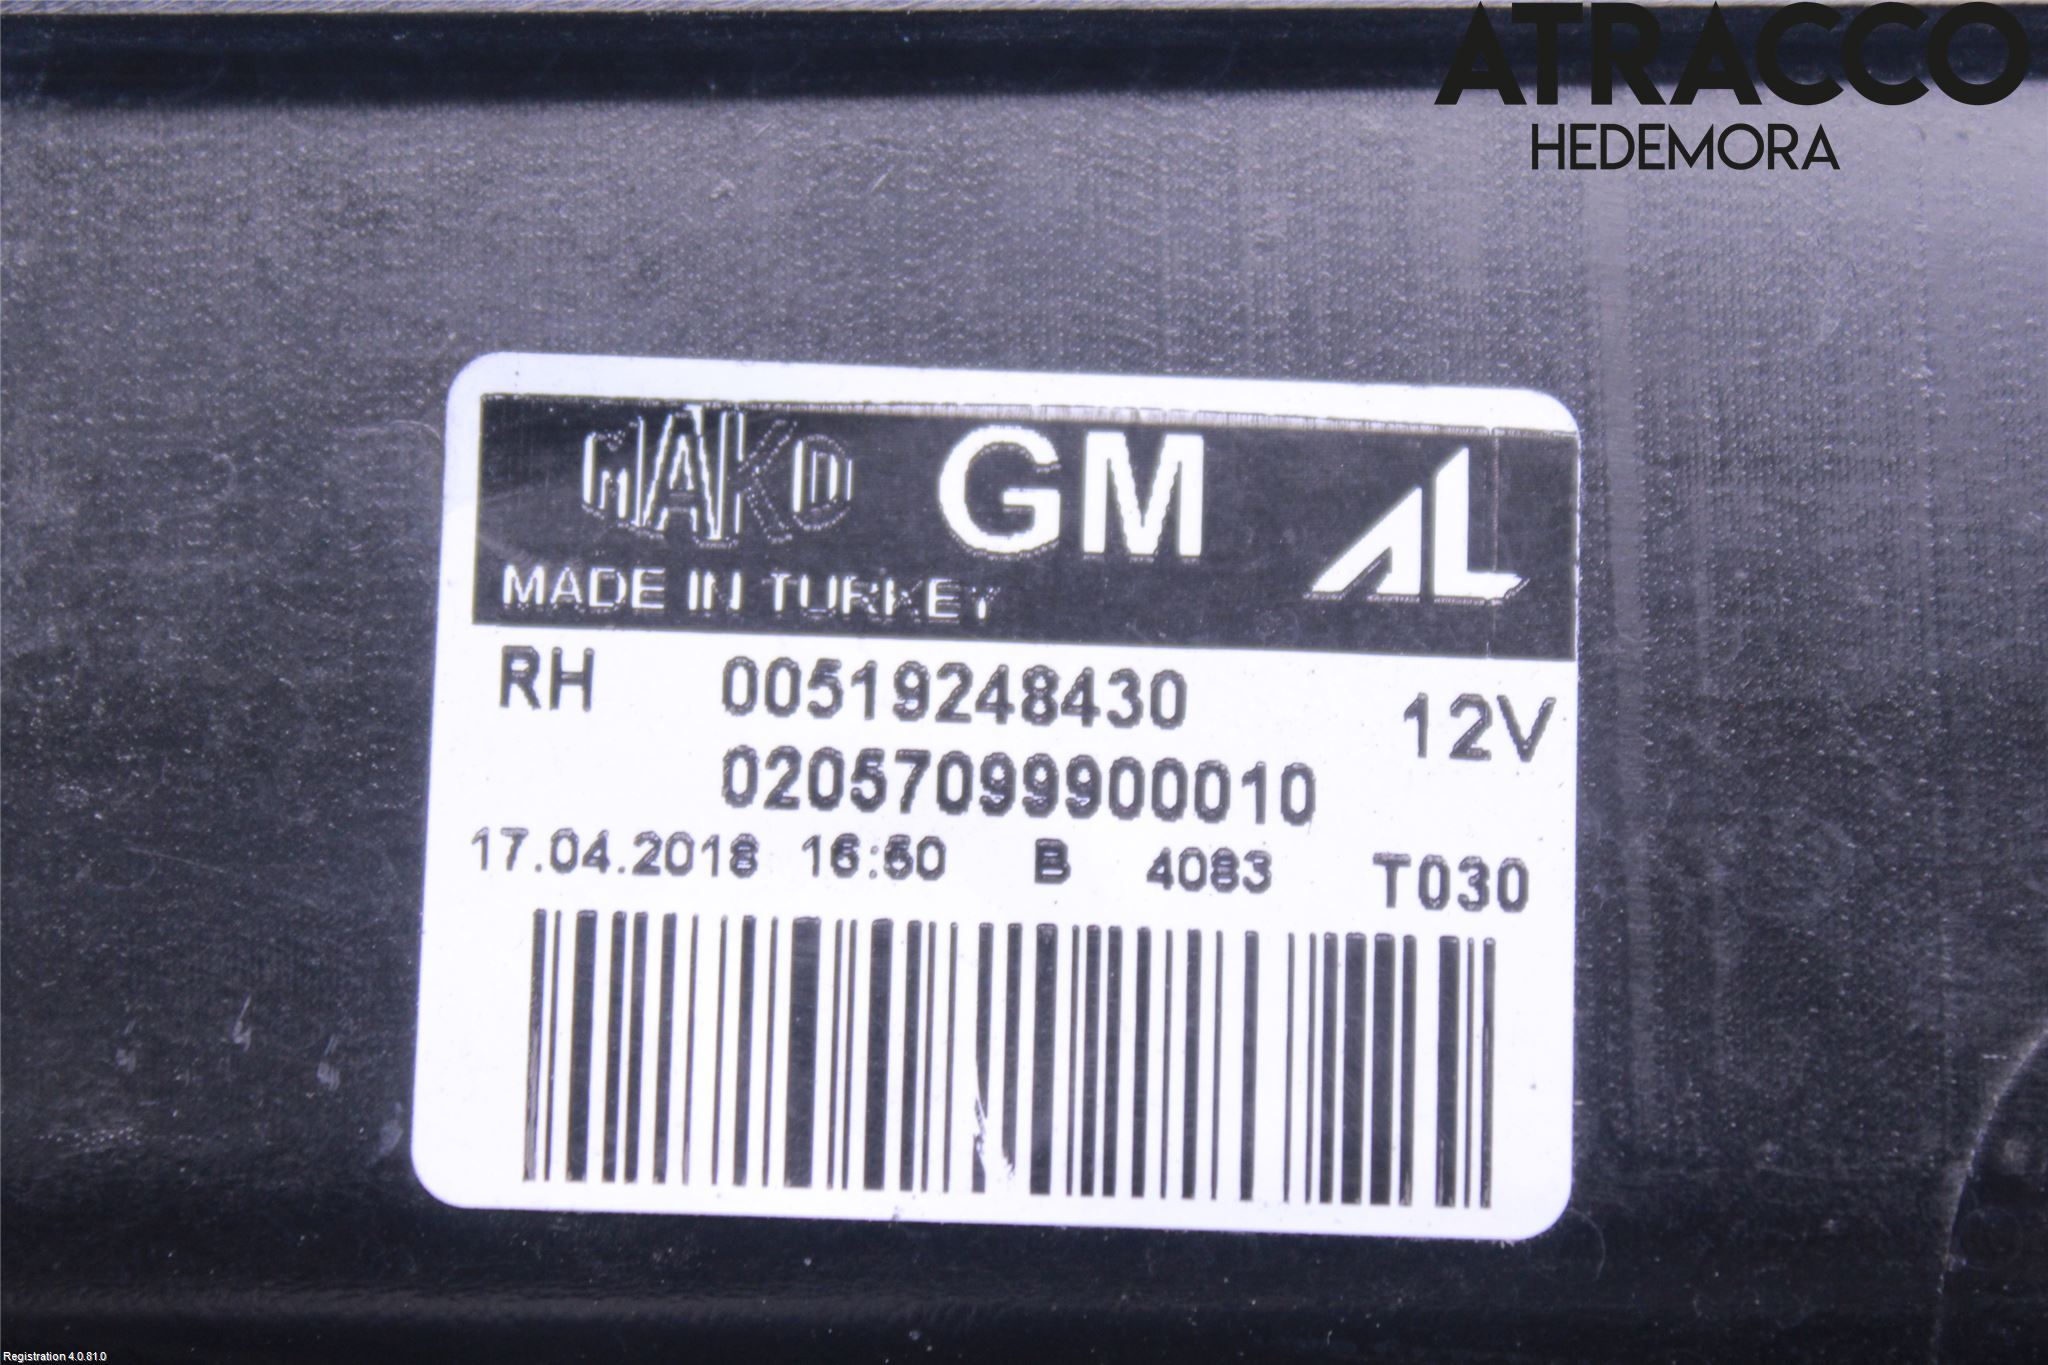 ATRACCO
HEDEMORA
MAKO GM AL
MADE IN TURKEY
RH 00519248430 12V
02057099900010
17.04.2018 16:50 B 4083 T030
Registration 4.0.81.0